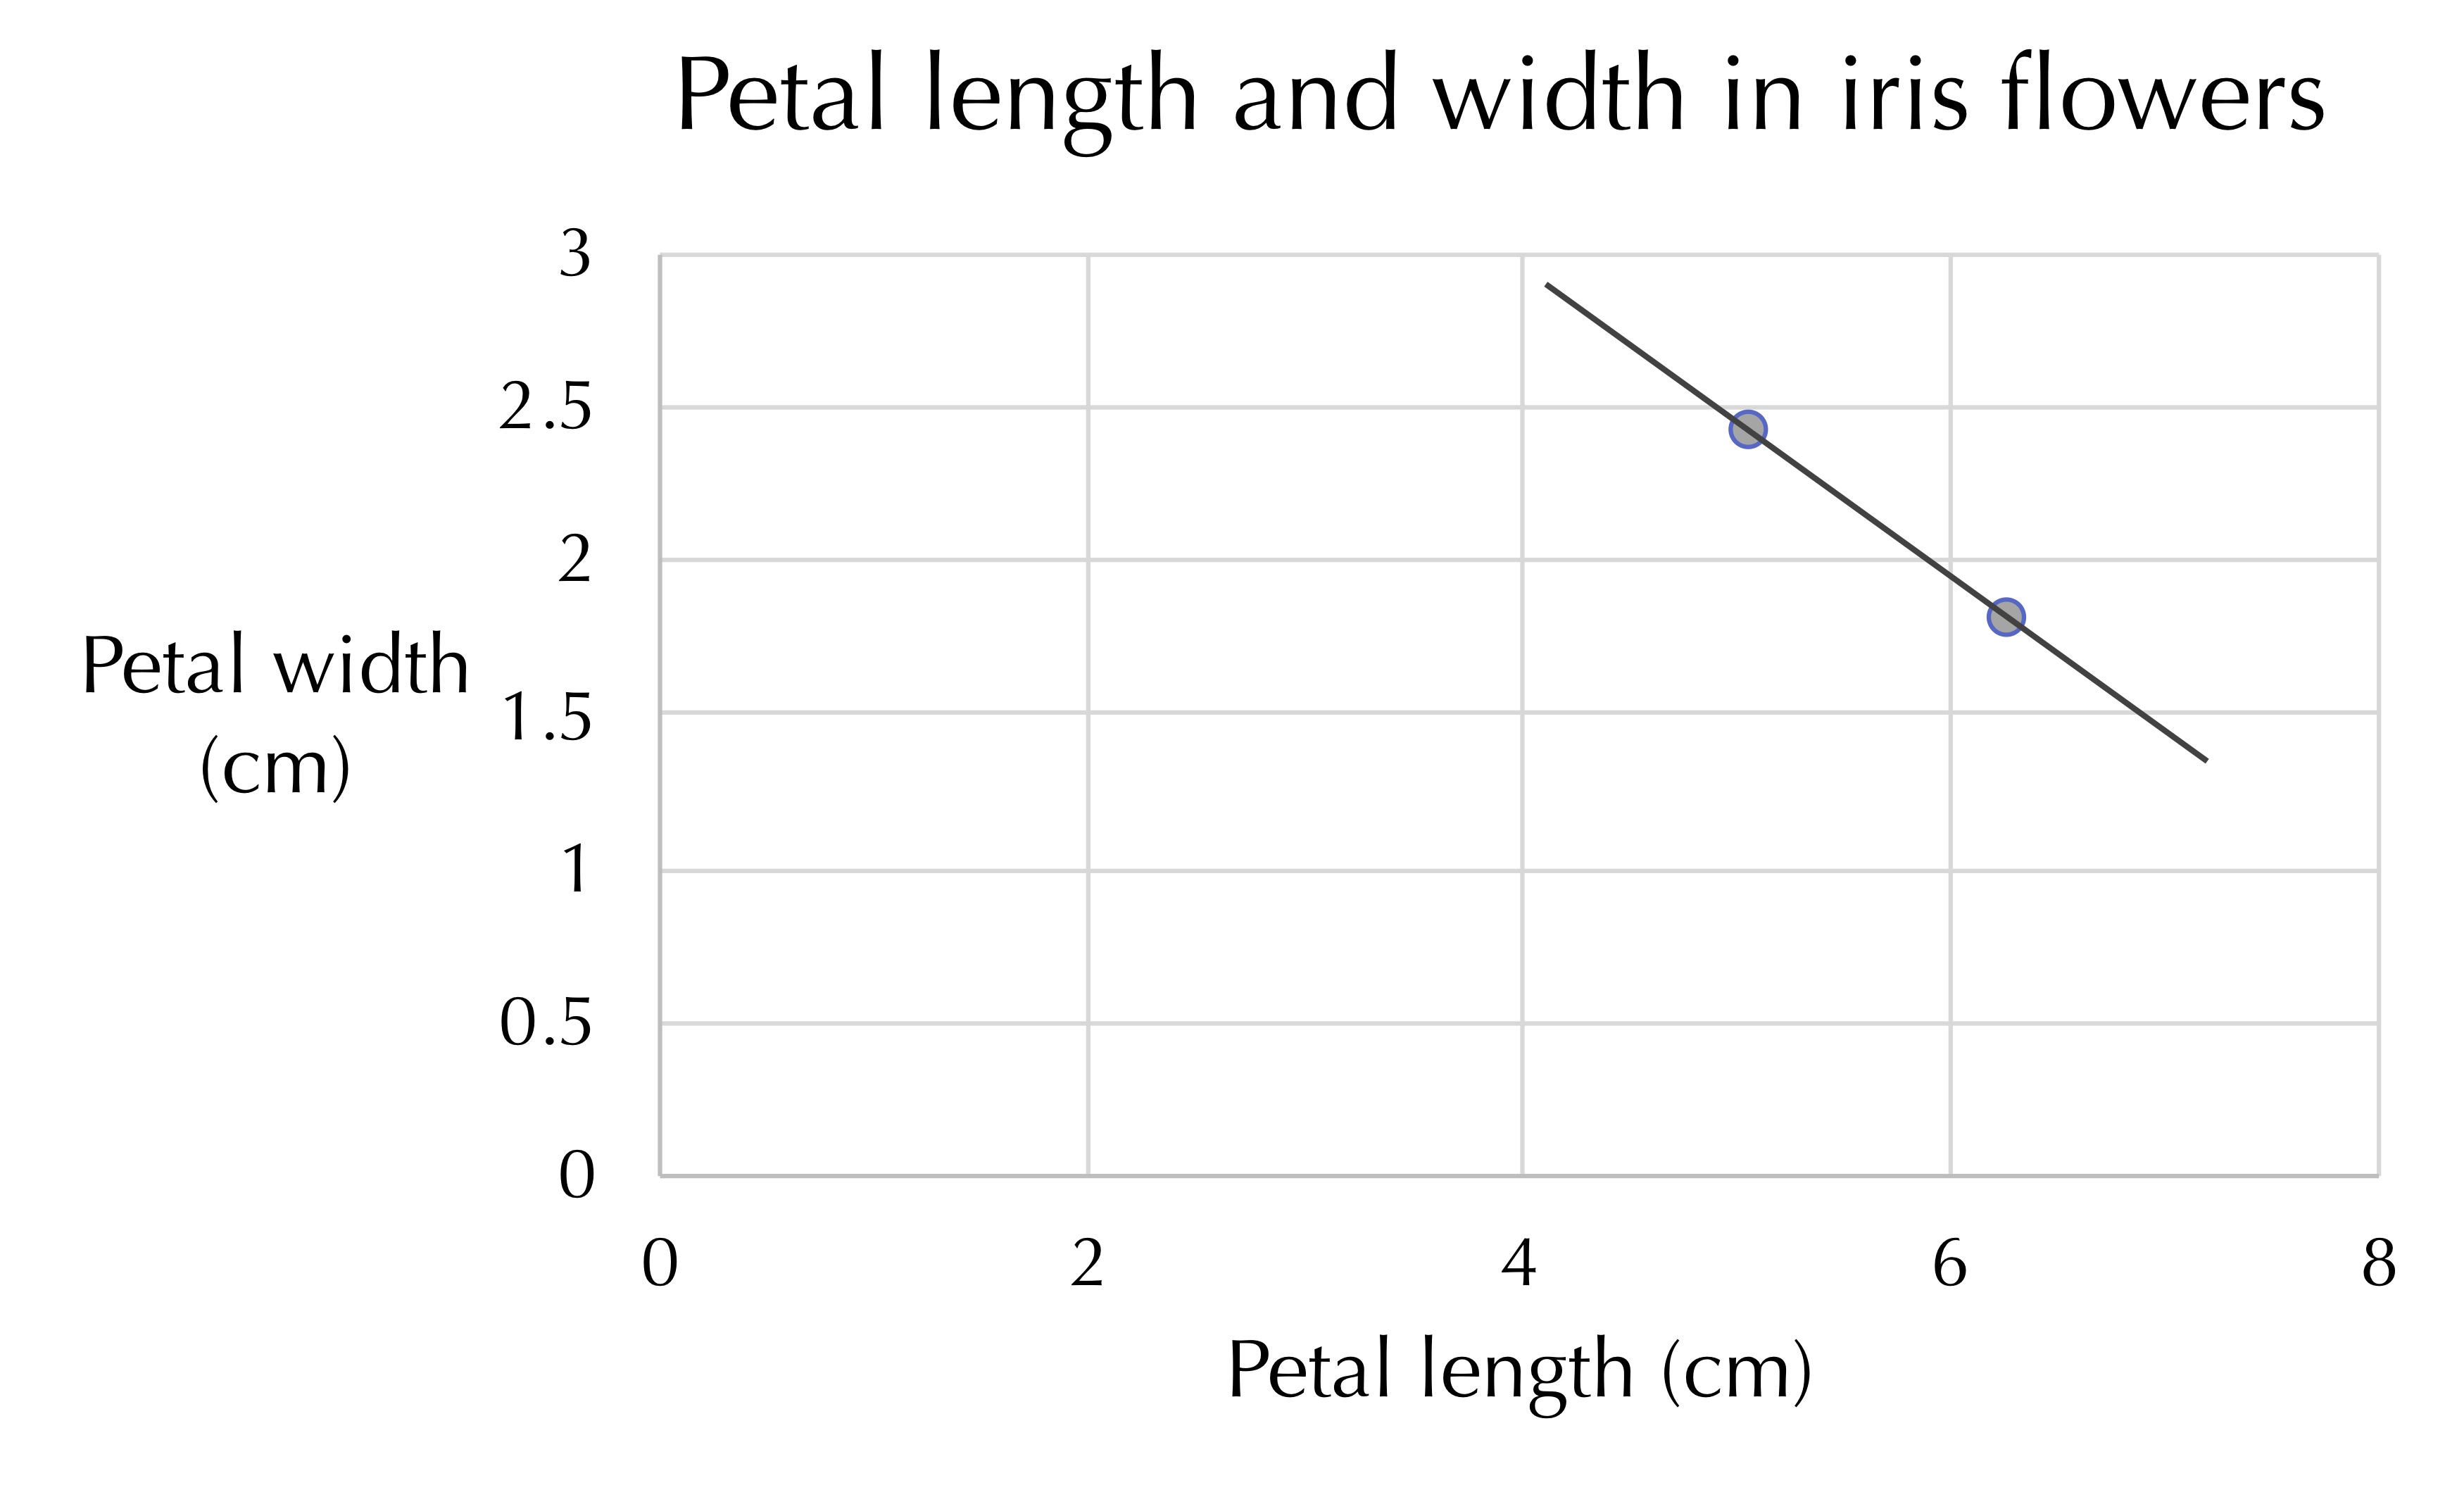 Petal length and width in iris flowers
3
2.5
2
Petal width
(cm)
1.5
1
0.5
0
0 2 4 6 8
Petal length (cm)